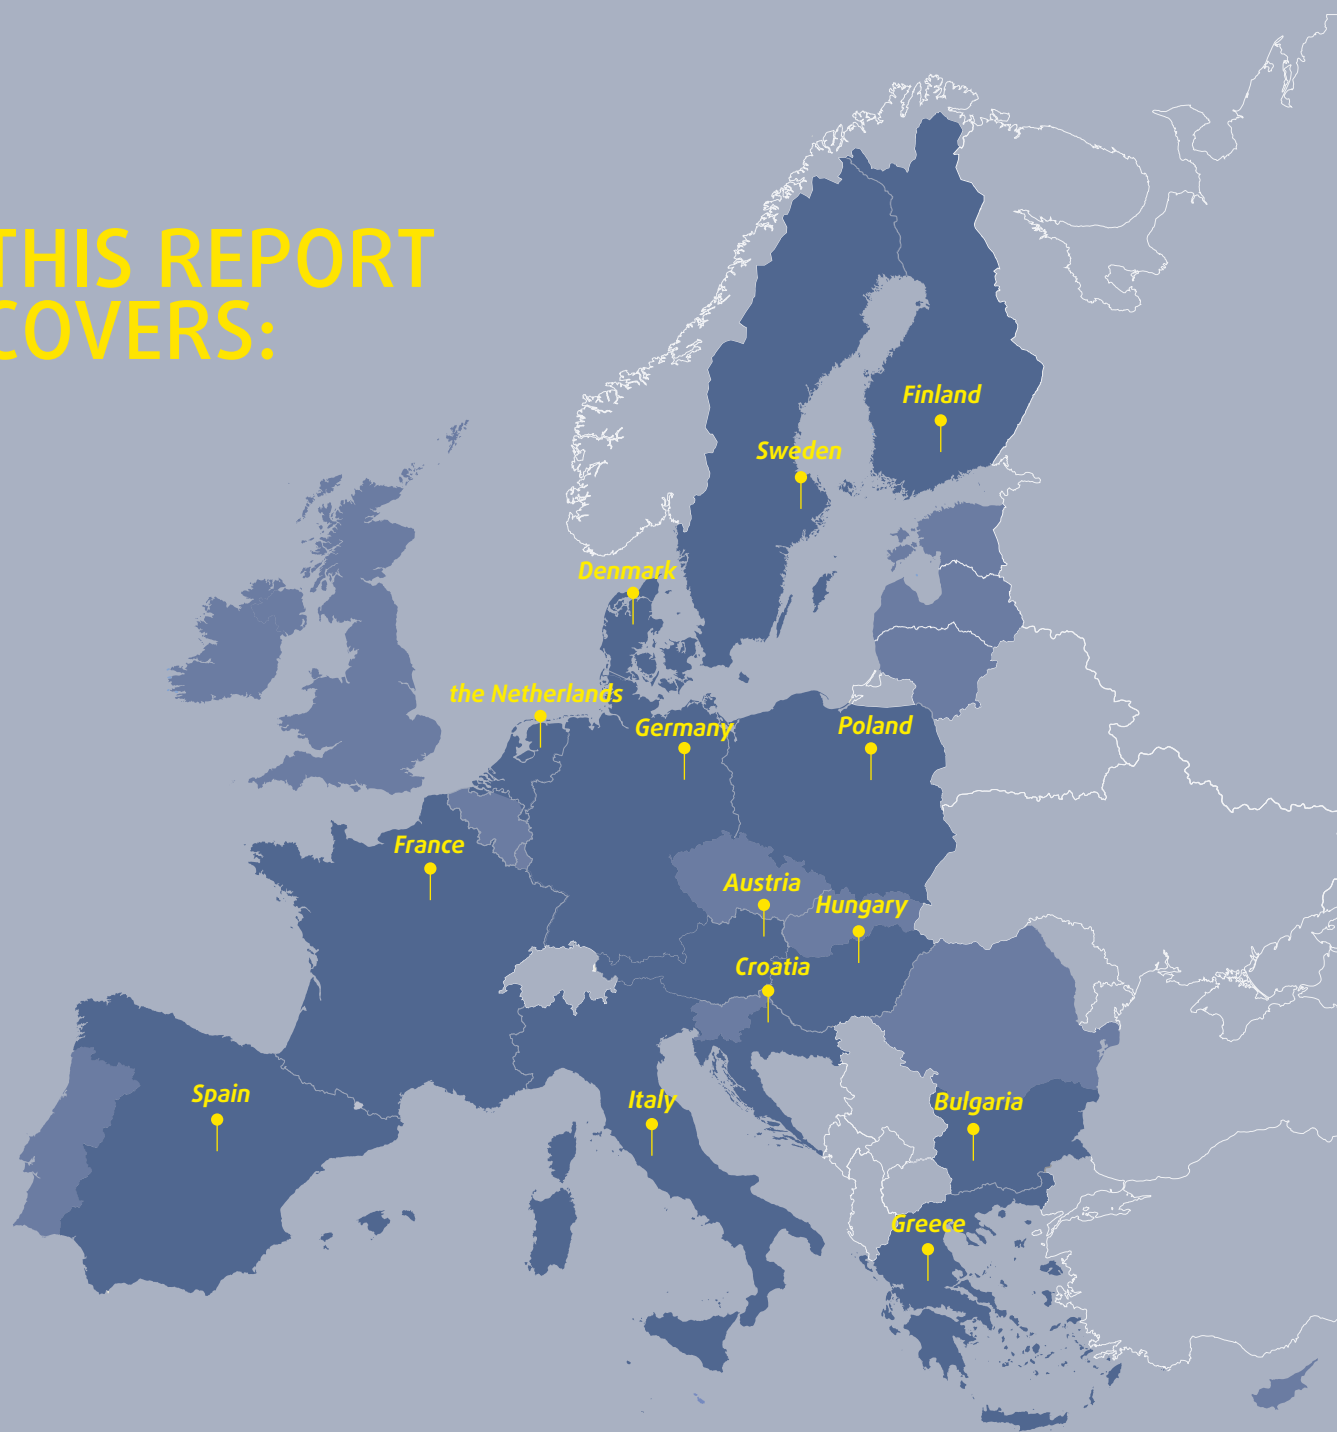 THIS REPORT
COVERS:
Finland
Sweden
Denmark
the Netherlands
Germany
Poland
France
Austria
Hungary
Croatia
Spain
Italy
Bulgaria
Greece